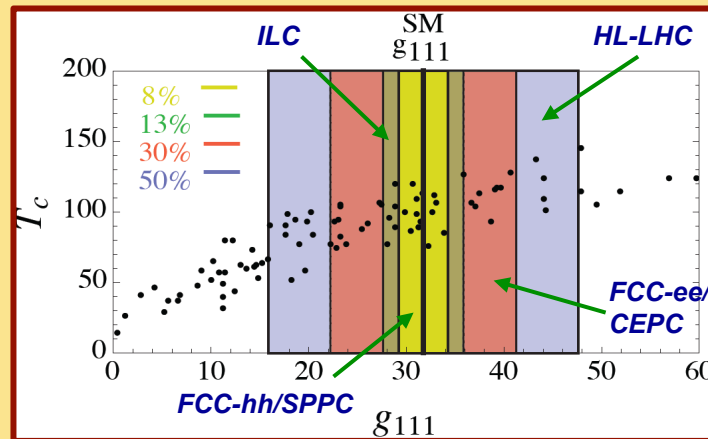 ILC
SM
g111
HL-LHC
200
150
100
50
0
8%
13%
30%
50%
Tc
FCC-ee/
CEPC
0 10 20 30 40 50 60
FCC-hh/SPPC
g111